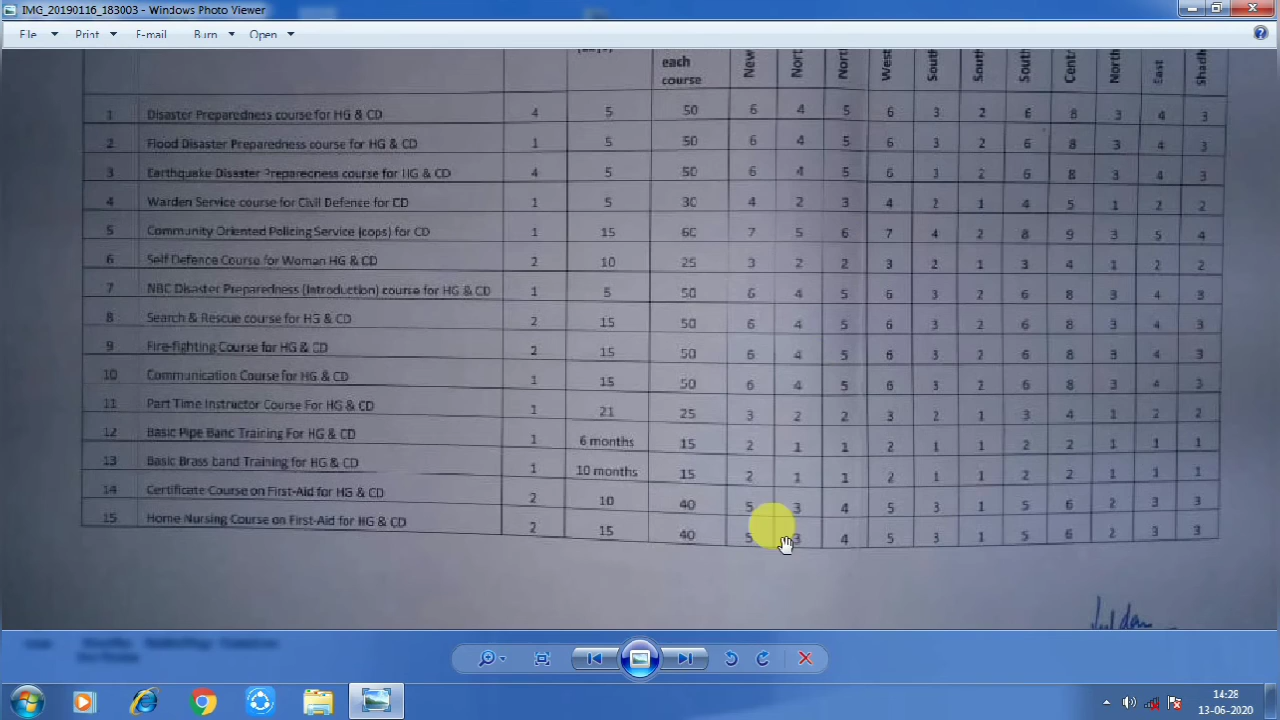 IMG_20190116_183003 - Windows Photo Viewer
File Print E-mail Burn Open
each course New Nort Nort West South South South Cent North East Shadh
1 Disaster Preparedness course for HG & CD 4 5 50 6 4 5 6 3 2 6 8 3 4 3
2 Flood Disaster Preparedness course for HG & CD 1 5 50 6 4 5 6 3 2 6 8 3 4 3
3 Earthquake Disaster Preparedness course for HG & CD 4 5 50 6 4 5 6 3 2 6 8 3 4 3
4 Warden Service course for Civil Defence for CD 1 5 30 4 2 3 4 2 1 4 5 1 2 2
5 Community Oriented Policing Service (cops) for CD 1 15 60 7 5 6 7 4 2 8 9 3 5 4
6 Self Defence Course for Woman HG & CD 2 10 25 3 2 2 3 2 1 3 4 1 2 2
7 NBC Disaster Preparedness (Introduction) course for HG & CD 1 5 50 6 4 5 6 3 2 6 8 3 4 3
8 Search & Rescue course for HG & CD 2 15 50 6 4 5 6 3 2 6 8 3 4 3
9 Fire-fighting Course for HG & CD 2 15 50 6 4 5 6 3 2 6 8 3 4 3
10 Communication Course for HG & CD 1 15 50 6 4 5 6 3 2 6 8 3 4 3
11 Part Time Instructor Course For HG & CD 1 21 25 3 2 2 3 2 1 3 4 1 2 2
12 Basic Pipe Band Training For HG & CD 1 6 months 15 2 1 1 2 1 1 2 2 1 1 1
13 Basic Brass band Training for HG & CD 1 10 months 15 2 1 1 2 1 1 2 2 1 1 1
14 Certificate Course on First-Aid for HG & CD 2 10 40 5 3 4 5 3 1 5 6 2 3 3
15 Home Nursing Course on First-Aid for HG & CD 2 15 40 5 3 4 5 3 1 5 6 2 3 3
14:28
13-06-2020